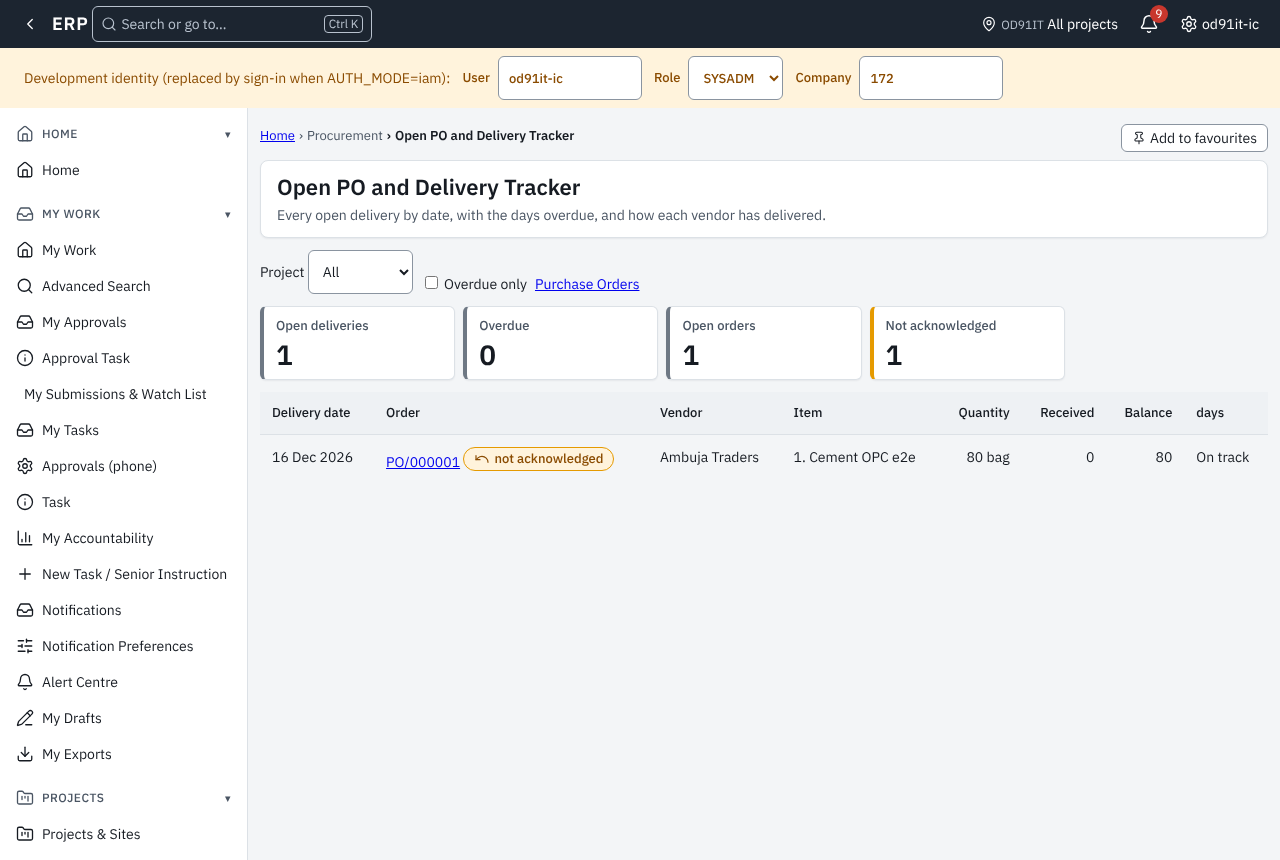 ERP
Search or go to...
Ctrl K
OD91IT All projects
9
od91it-ic
Development identity (replaced by sign-in when AUTH_MODE=iam):
User
od91it-ic
Role
SYSADM
Company
172
HOME
Home
MY WORK
My Work
Advanced Search
My Approvals
Approval Task
My Submissions & Watch List
My Tasks
Approvals (phone)
Task
My Accountability
New Task / Senior Instruction
Notifications
Notification Preferences
Alert Centre
My Drafts
My Exports
PROJECTS
Projects & Sites
Home › Procurement › Open PO and Delivery Tracker
Add to favourites
Open PO and Delivery Tracker
Every open delivery by date, with the days overdue, and how each vendor has delivered.
Project
All
Overdue only
Purchase Orders
Open deliveries
1
Overdue
0
Open orders
1
Not acknowledged
1
Delivery date Order Vendor Item Quantity Received Balance days
16 Dec 2026 PO/000001 not acknowledged Ambuja Traders 1. Cement OPC e2e 80 bag 0 80 On track